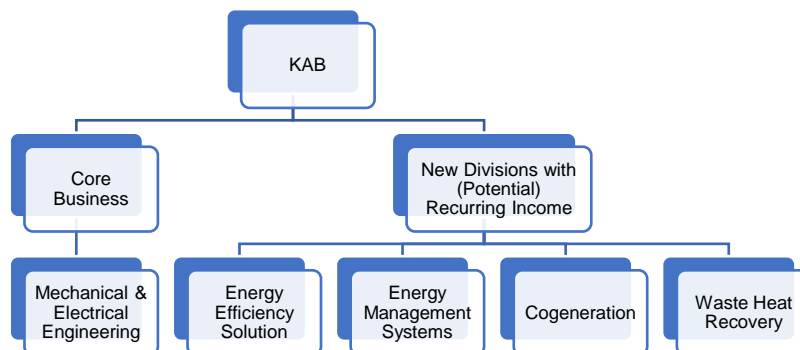 KAB
Core
Business
New Divisions with
(Potential)
Recurring Income
Mechanical &
Electrical
Engineering
Energy
Efficiency
Solution
Energy
Management
Systems
Cogeneration
Waste Heat
Recovery